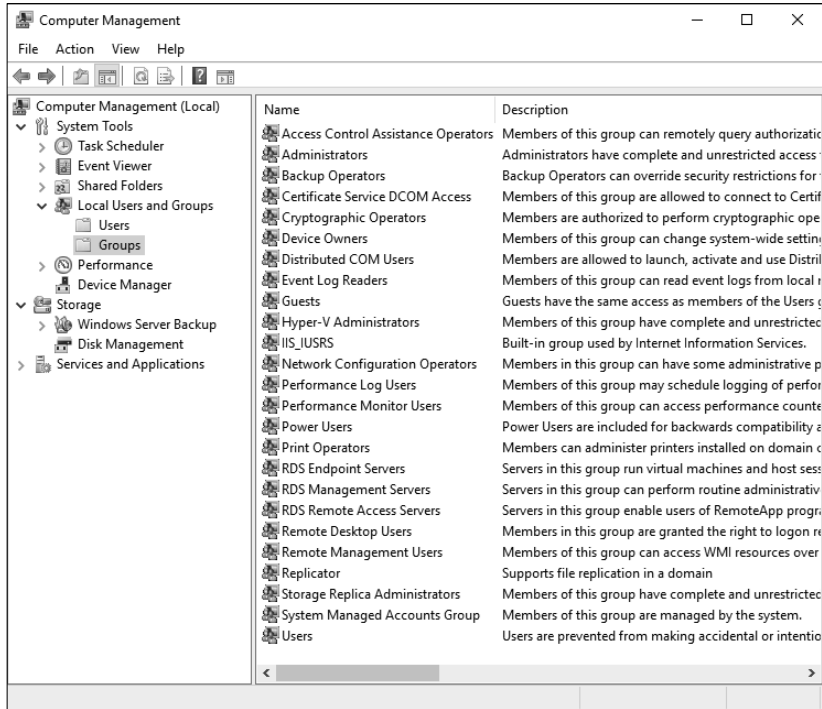 Computer Management
File Action View Help
Computer Management (Local)
System Tools
Task Scheduler
Event Viewer
Shared Folders
Local Users and Groups
Users
Groups
Performance
Device Manager
Storage
Windows Server Backup
Disk Management
Services and Applications
Name Description
Access Control Assistance Operators Members of this group can remotely query authorizatic
Administrators Administrators have complete and unrestricted access
Backup Operators Backup Operators can override security restrictions for
Certificate Service DCOM Access Members of this group are allowed to connect to Certif
Cryptographic Operators Members are authorized to perform cryptographic ope
Device Owners Members of this group can change system-wide setting
Distributed COM Users Members are allowed to launch, activate and use Distril
Event Log Readers Members of this group can read event logs from local
Guests Guests have the same access as members of the Users
Hyper-V Administrators Members of this group have complete and unrestricted
IIS_IUSRS Built-in group used by Internet Information Services.
Network Configuration Operators Members in this group can have some administrative p
Performance Log Users Members of this group may schedule logging of perfor
Performance Monitor Users Members of this group can access performance counte
Power Users Power Users are included for backwards compatibility a
Print Operators Members can administer printers installed on domain c
RDS Endpoint Servers Servers in this group run virtual machines and host sess
RDS Management Servers Servers in this group can perform routine administrativ
RDS Remote Access Servers Servers in this group enable users of RemoteApp progra
Remote Desktop Users Members in this group are granted the right to logon re
Remote Management Users Members of this group can access WMI resources over
Replicator Supports file replication in a domain
Storage Replica Administrators Members of this group have complete and unrestricted
System Managed Accounts Group Members of this group are managed by the system.
Users Users are prevented from making accidental or intentio